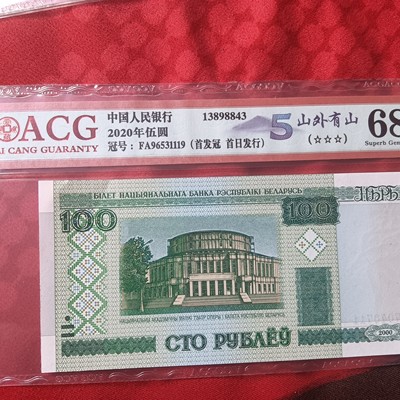 ACG
CANG GUARANTY
中国人民银行 13898843
2020年伍圆
冠号：FA96531119（首发冠 首日发行）
5 山外有山
(☆☆☆)
68
Superb Gem
БІЛЕТ НАЦЫЯНАЛЬНАГА БАНКА РЭСПУБЛІКІ БЕЛАРУСЬ
100 100
СТО РУБЛЁЎ
2000